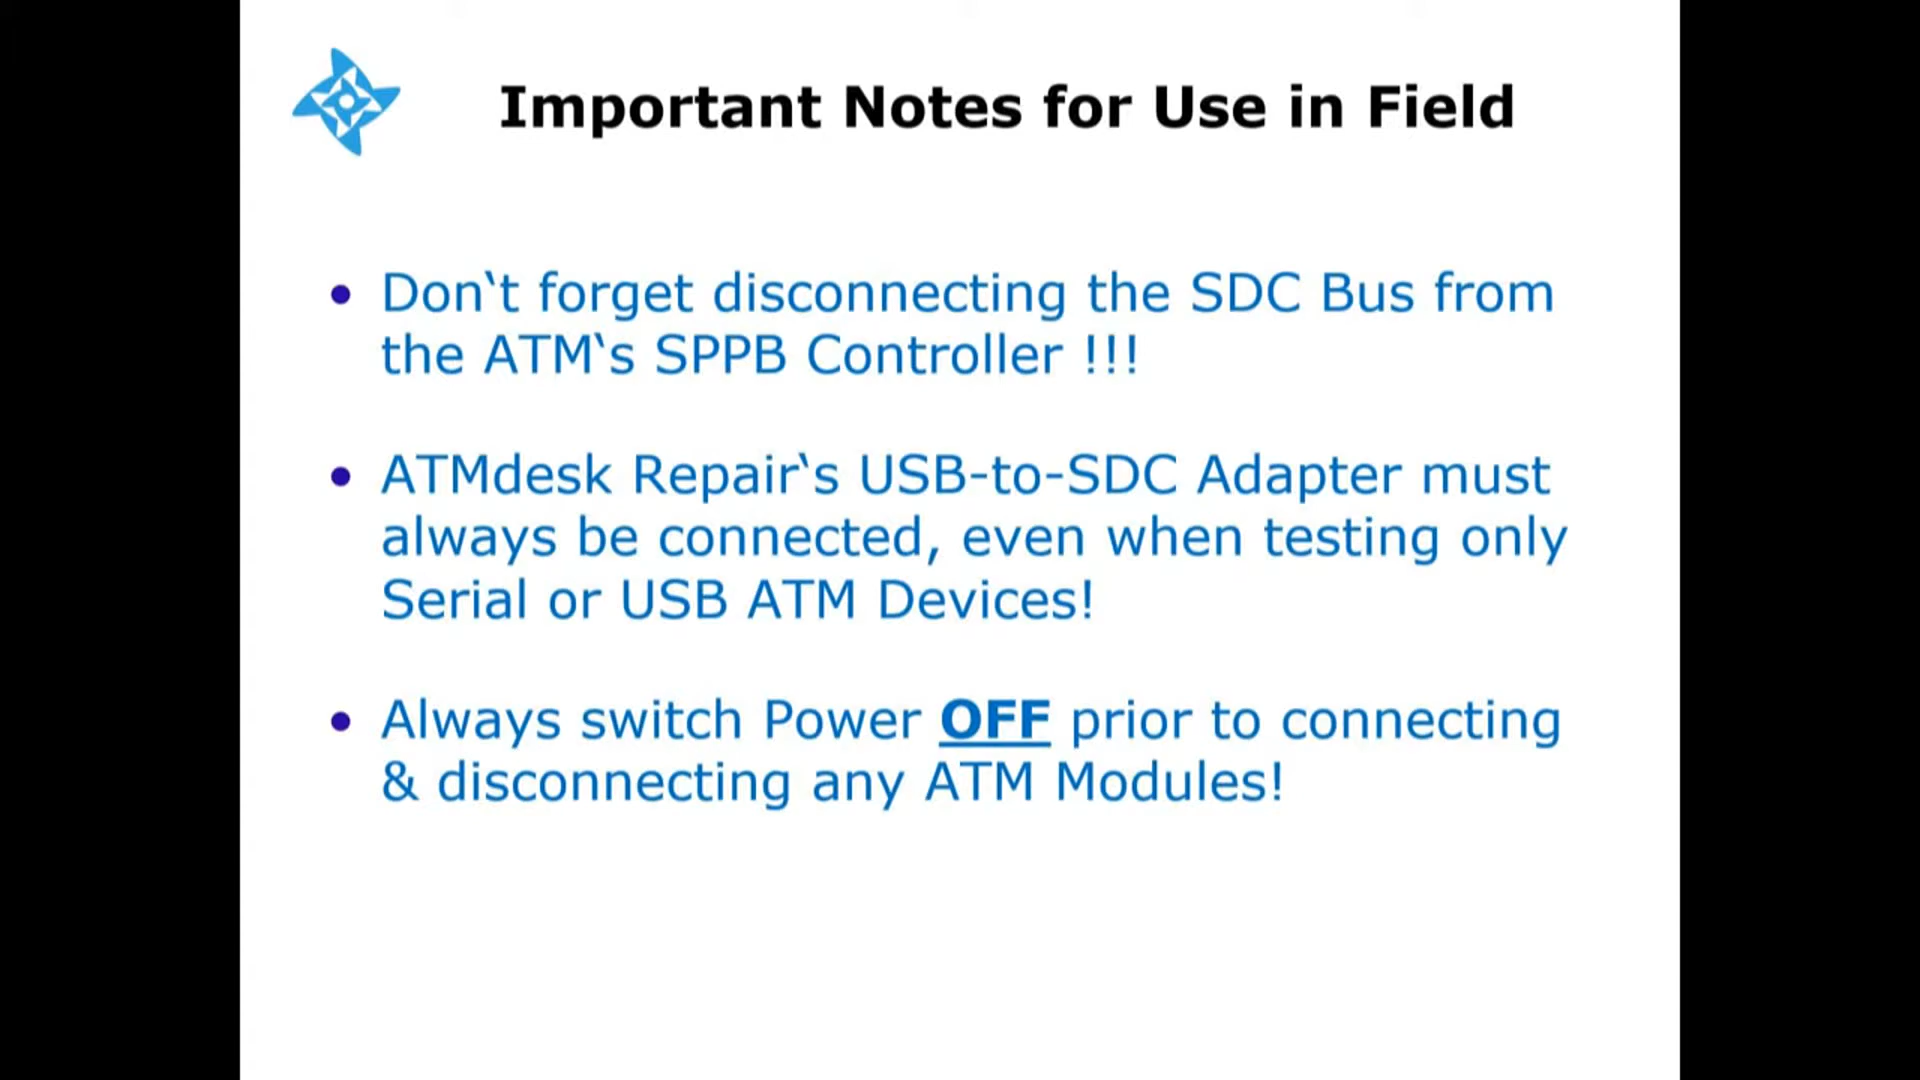 Important Notes for Use in Field
• Don‘t forget disconnecting the SDC Bus from
the ATM‘s SPPB Controller !!!
• ATMdesk Repair‘s USB-to-SDC Adapter must
always be connected, even when testing only
Serial or USB ATM Devices!
• Always switch Power OFF prior to connecting
& disconnecting any ATM Modules!